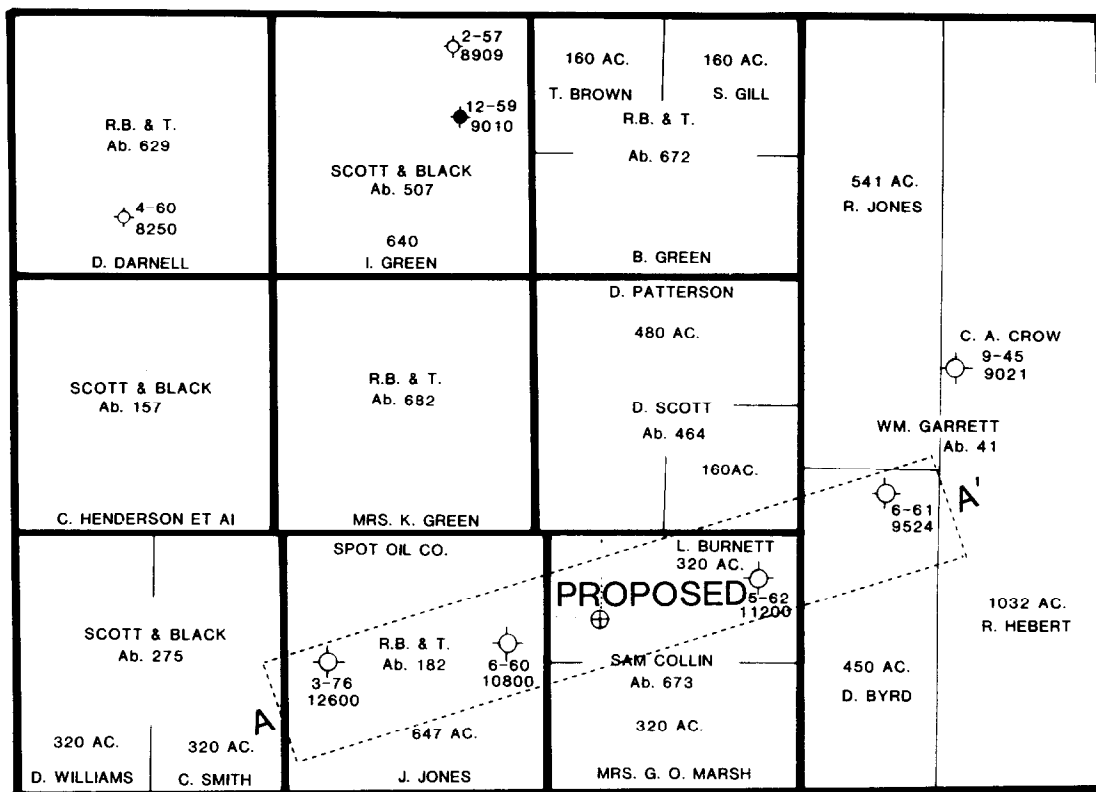 R.B. & T.
Ab. 629
4-60
8250
D. DARNELL
2-57
8909
12-59
9010
SCOTT & BLACK
Ab. 507
640
I. GREEN
160 AC.
T. BROWN
160 AC.
S. GILL
R.B. & T.
Ab. 672
B. GREEN
541 AC.
R. JONES
C. A. CROW
9-45
9021
SCOTT & BLACK
Ab. 157
C. HENDERSON ET Al
R.B. & T.
Ab. 682
MRS. K. GREEN
D. PATTERSON
480 AC.
D. SCOTT
Ab. 464
160AC.
WM. GARRETT
Ab. 41
6-61
9524
A'
SCOTT & BLACK
Ab. 275
320 AC.
D. WILLIAMS
320 AC.
C. SMITH
A
SPOT OIL CO.
R.B. & T.
Ab. 182
3-76
12600
6-60
10800
647 AC.
J. JONES
L. BURNETT
320 AC.
PROPOSED
5-62
11200
SAM COLLIN
Ab. 673
320 AC.
MRS. G. O. MARSH
450 AC.
D. BYRD
1032 AC.
R. HEBERT